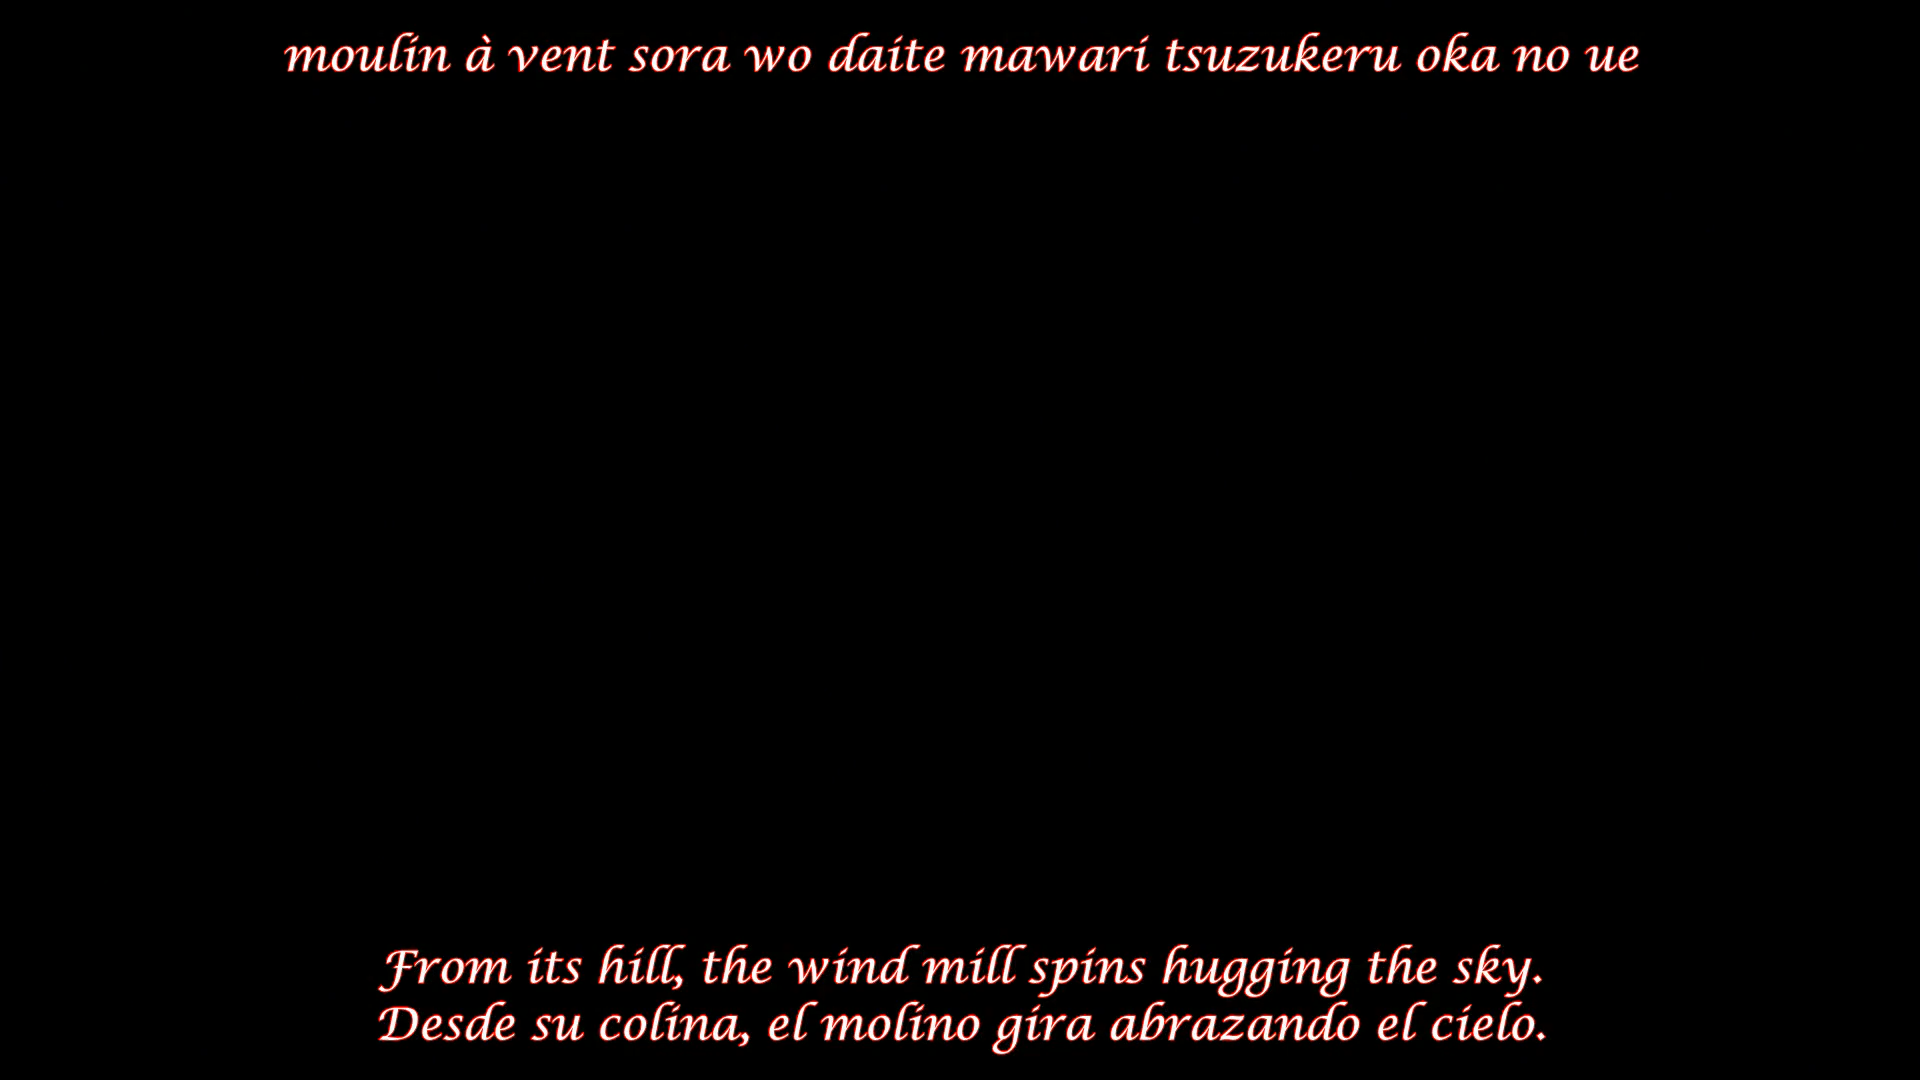 moulin à vent sora wo daite mawari tsuzukeru oka no ue
From its hill, the wind mill spins hugging the sky.
Desde su colina, el molino gira abrazando el cielo.